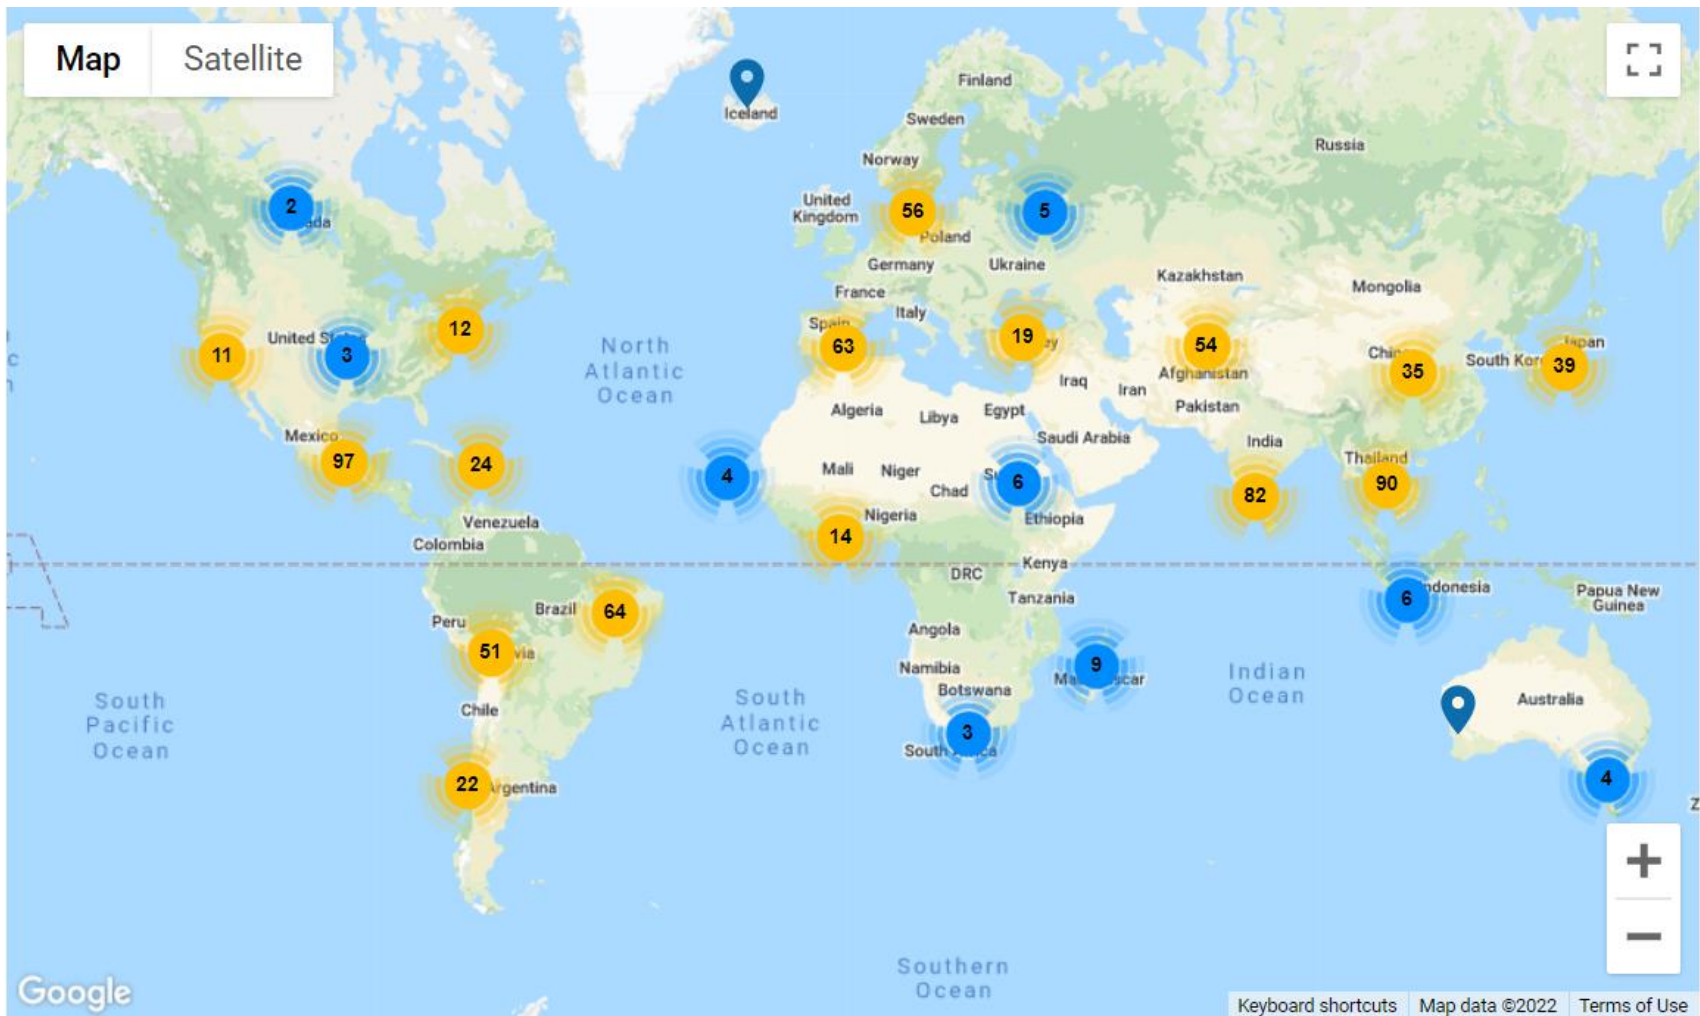 Map
Satellite
Iceland
Finland
Sweden
Norway
Russia
United
Kingdom
2
56
5
Poland
Germany
Ukraine
France
Kazakhstan
Mongolia
Italy
12
United
3
11
63
19
54
35
South
39
North
Atlantic
Ocean
Afghanistan
Iraq
Iran
Pakistan
Algeria
Libya
Egypt
Saudi Arabia
India
Mexico
97
24
4
Mali
Niger
Chad
6
Thailand
90
82
Nigeria
Ethiopia
14
Venezuela
Colombia
Kenya
DRC
Tanzania
6
Papua New
Guinea
Brazil
64
Peru
51
Angola
Namibia
Botswana
9
Indian
Ocean
Australia
Chile
South
Pacific
Ocean
South
Atlantic
Ocean
3
South
22
4
Southern
Ocean
Google
Keyboard shortcuts
Map data ©2022
Terms of Use